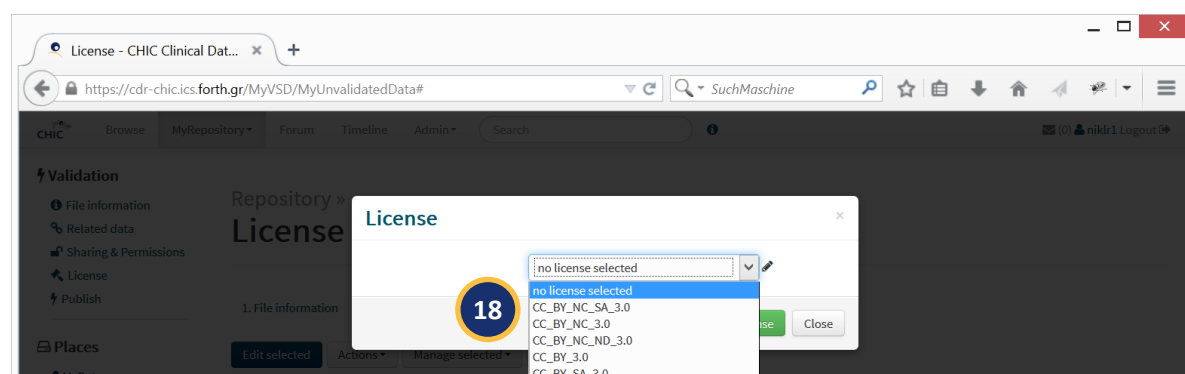 License - CHIC Clinical Dat...
https://cdr-chic.ics.forth.gr/MyVSD/MyUnvalidatedData#
SuchMaschine
CHIC Browse MyRepository Forum Timeline Admin Search (0) niklr1 Logout
Validation
File information
Related data
Sharing & Permissions
License
Publish
Places
Repository »
License
1. File information
Edit selected Actions Manage selected
License
no license selected
no license selected
CC_BY_NC_SA_3.0
CC_BY_NC_3.0
CC_BY_NC_ND_3.0
CC_BY_3.0
CC_BY_SA_3.0
18
Close